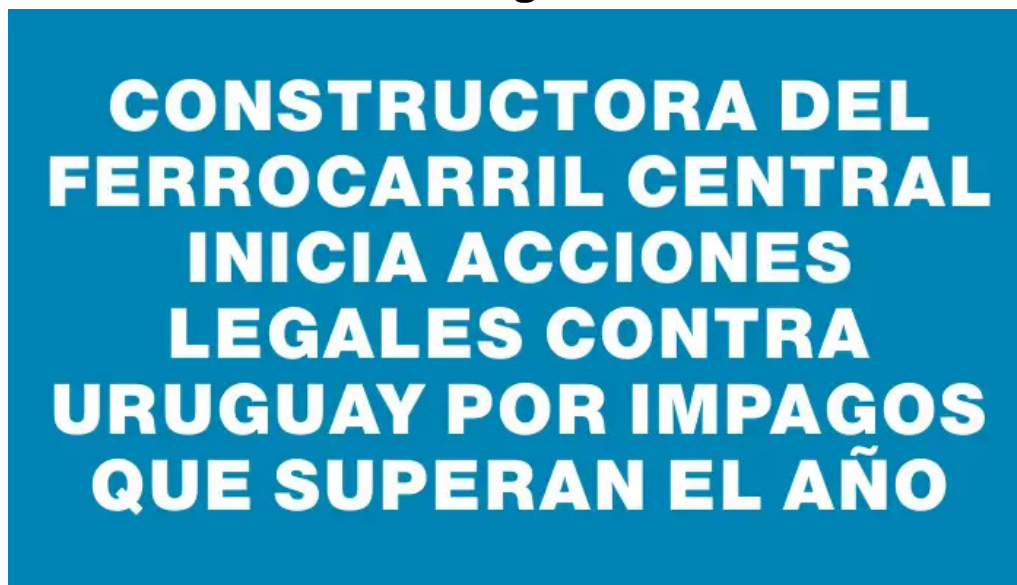 CONSTRUCTORA DEL
FERROCARRIL CENTRAL
INICIA ACCIONES
LEGALES CONTRA
URUGUAY POR IMPAGOS
QUE SUPERAN EL AÑO